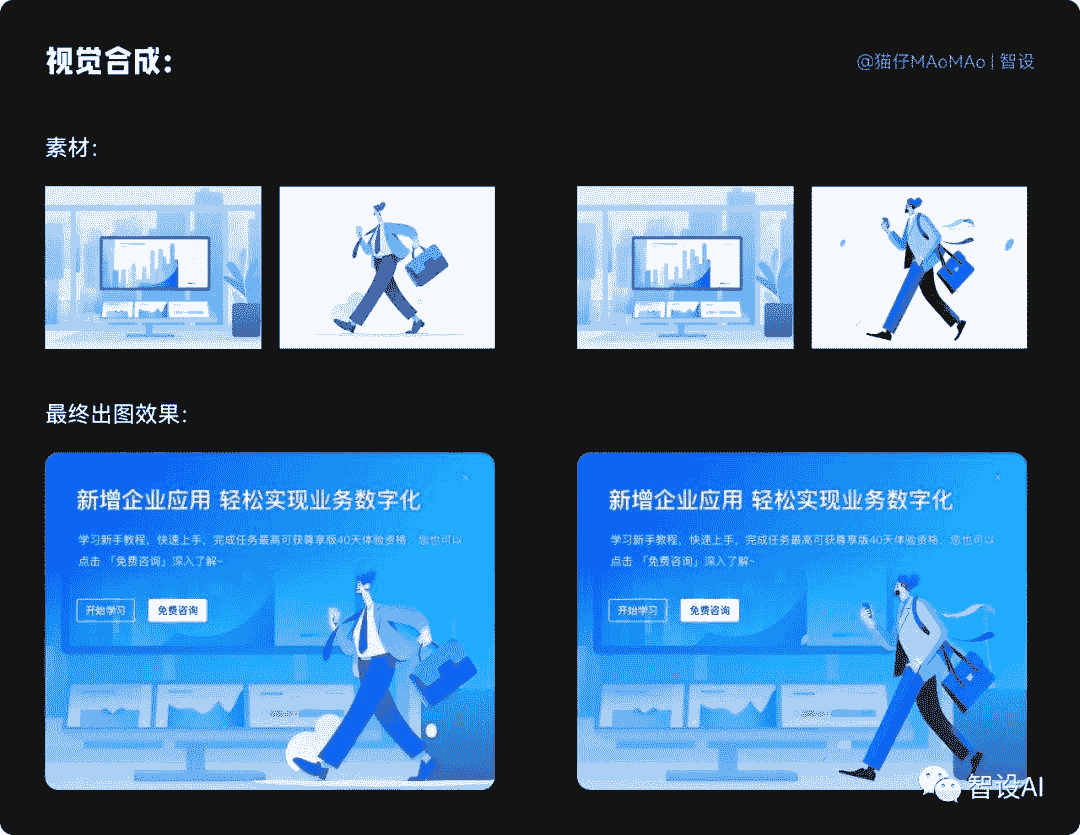 视觉合成:
@猫仔MAoMAo | 智设
素材:
最终出图效果:
新增企业应用 轻松实现业务数字化
学习新手教程，快速上手，完成任务最高可获尊享版40天体验资格，您也可以
点击 「免费咨询」深入了解~
开始学习
免费咨询
新增企业应用 轻松实现业务数字化
学习新手教程，快速上手，完成任务最高可获尊享版40天体验资格，您也可以
点击 「免费咨询」深入了解~
开始学习
免费咨询
智设AI